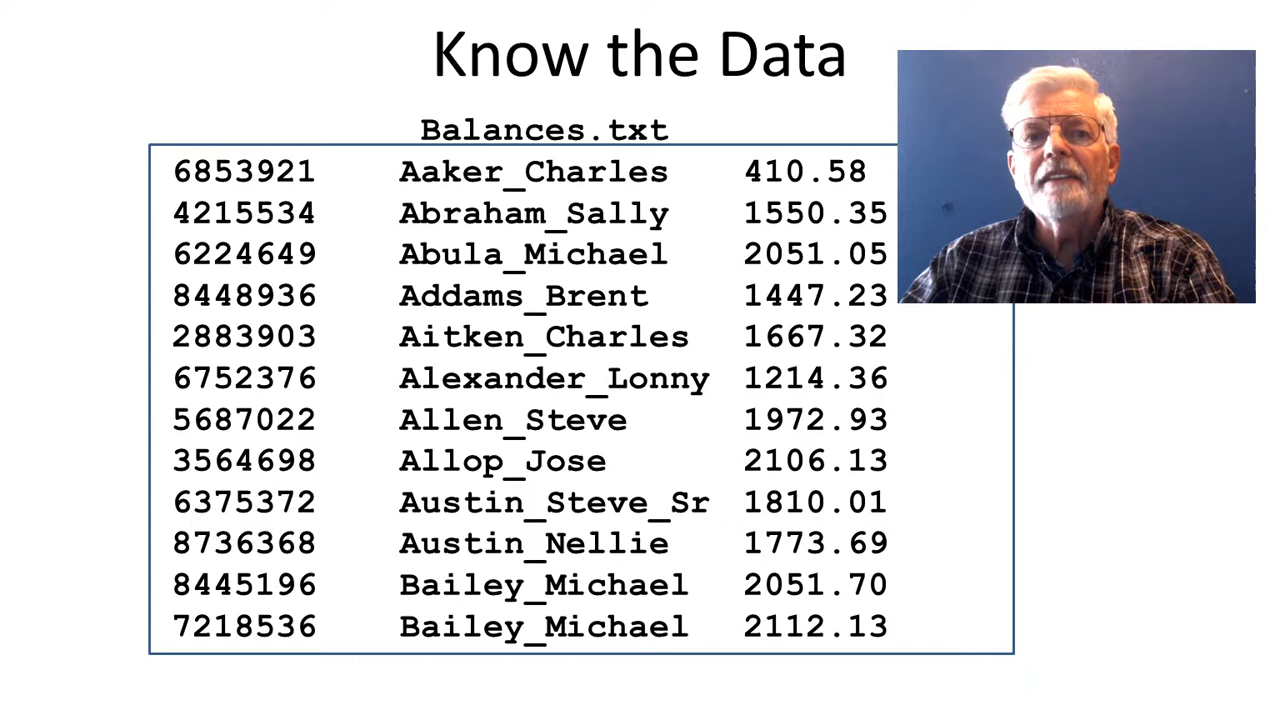 Know the Data
Balances.txt
6853921 Aaker_Charles 410.58
4215534 Abraham_Sally 1550.35
6224649 Abula_Michael 2051.05
8448936 Addams_Brent 1447.23
2883903 Aitken_Charles 1667.32
6752376 Alexander_Lonny 1214.36
5687022 Allen_Steve 1972.93
3564698 Allop_Jose 2106.13
6375372 Austin_Steve_Sr 1810.01
8736368 Austin_Nellie 1773.69
8445196 Bailey_Michael 2051.70
7218536 Bailey_Michael 2112.13